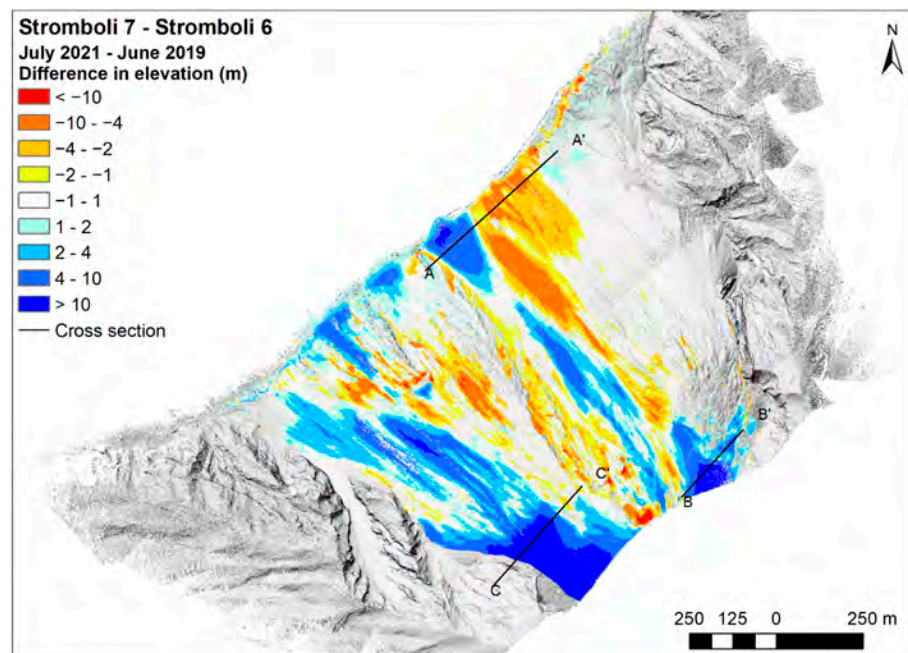 Stromboli 7 - Stromboli 6
July 2021 - June 2019
Difference in elevation (m)
< −10
−10 - −4
−4 - −2
−2 - −1
−1 - 1
1 - 2
2 - 4
4 - 10
> 10
Cross section
N
A'
A
B'
C'
B
C
250 125 0 250 m